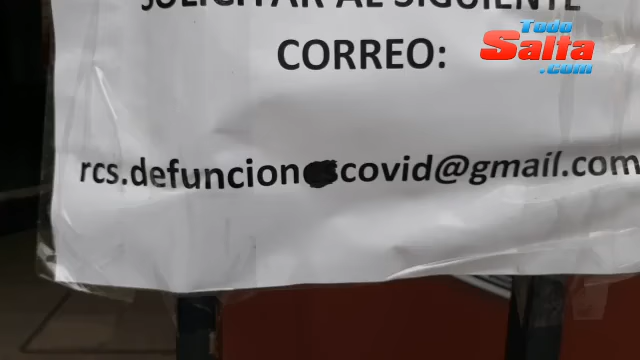 SOLICITAR AL SIGUIENTE
CORREO:
rcs.defuncion covid@gmail.com
Todo
Salta
.com